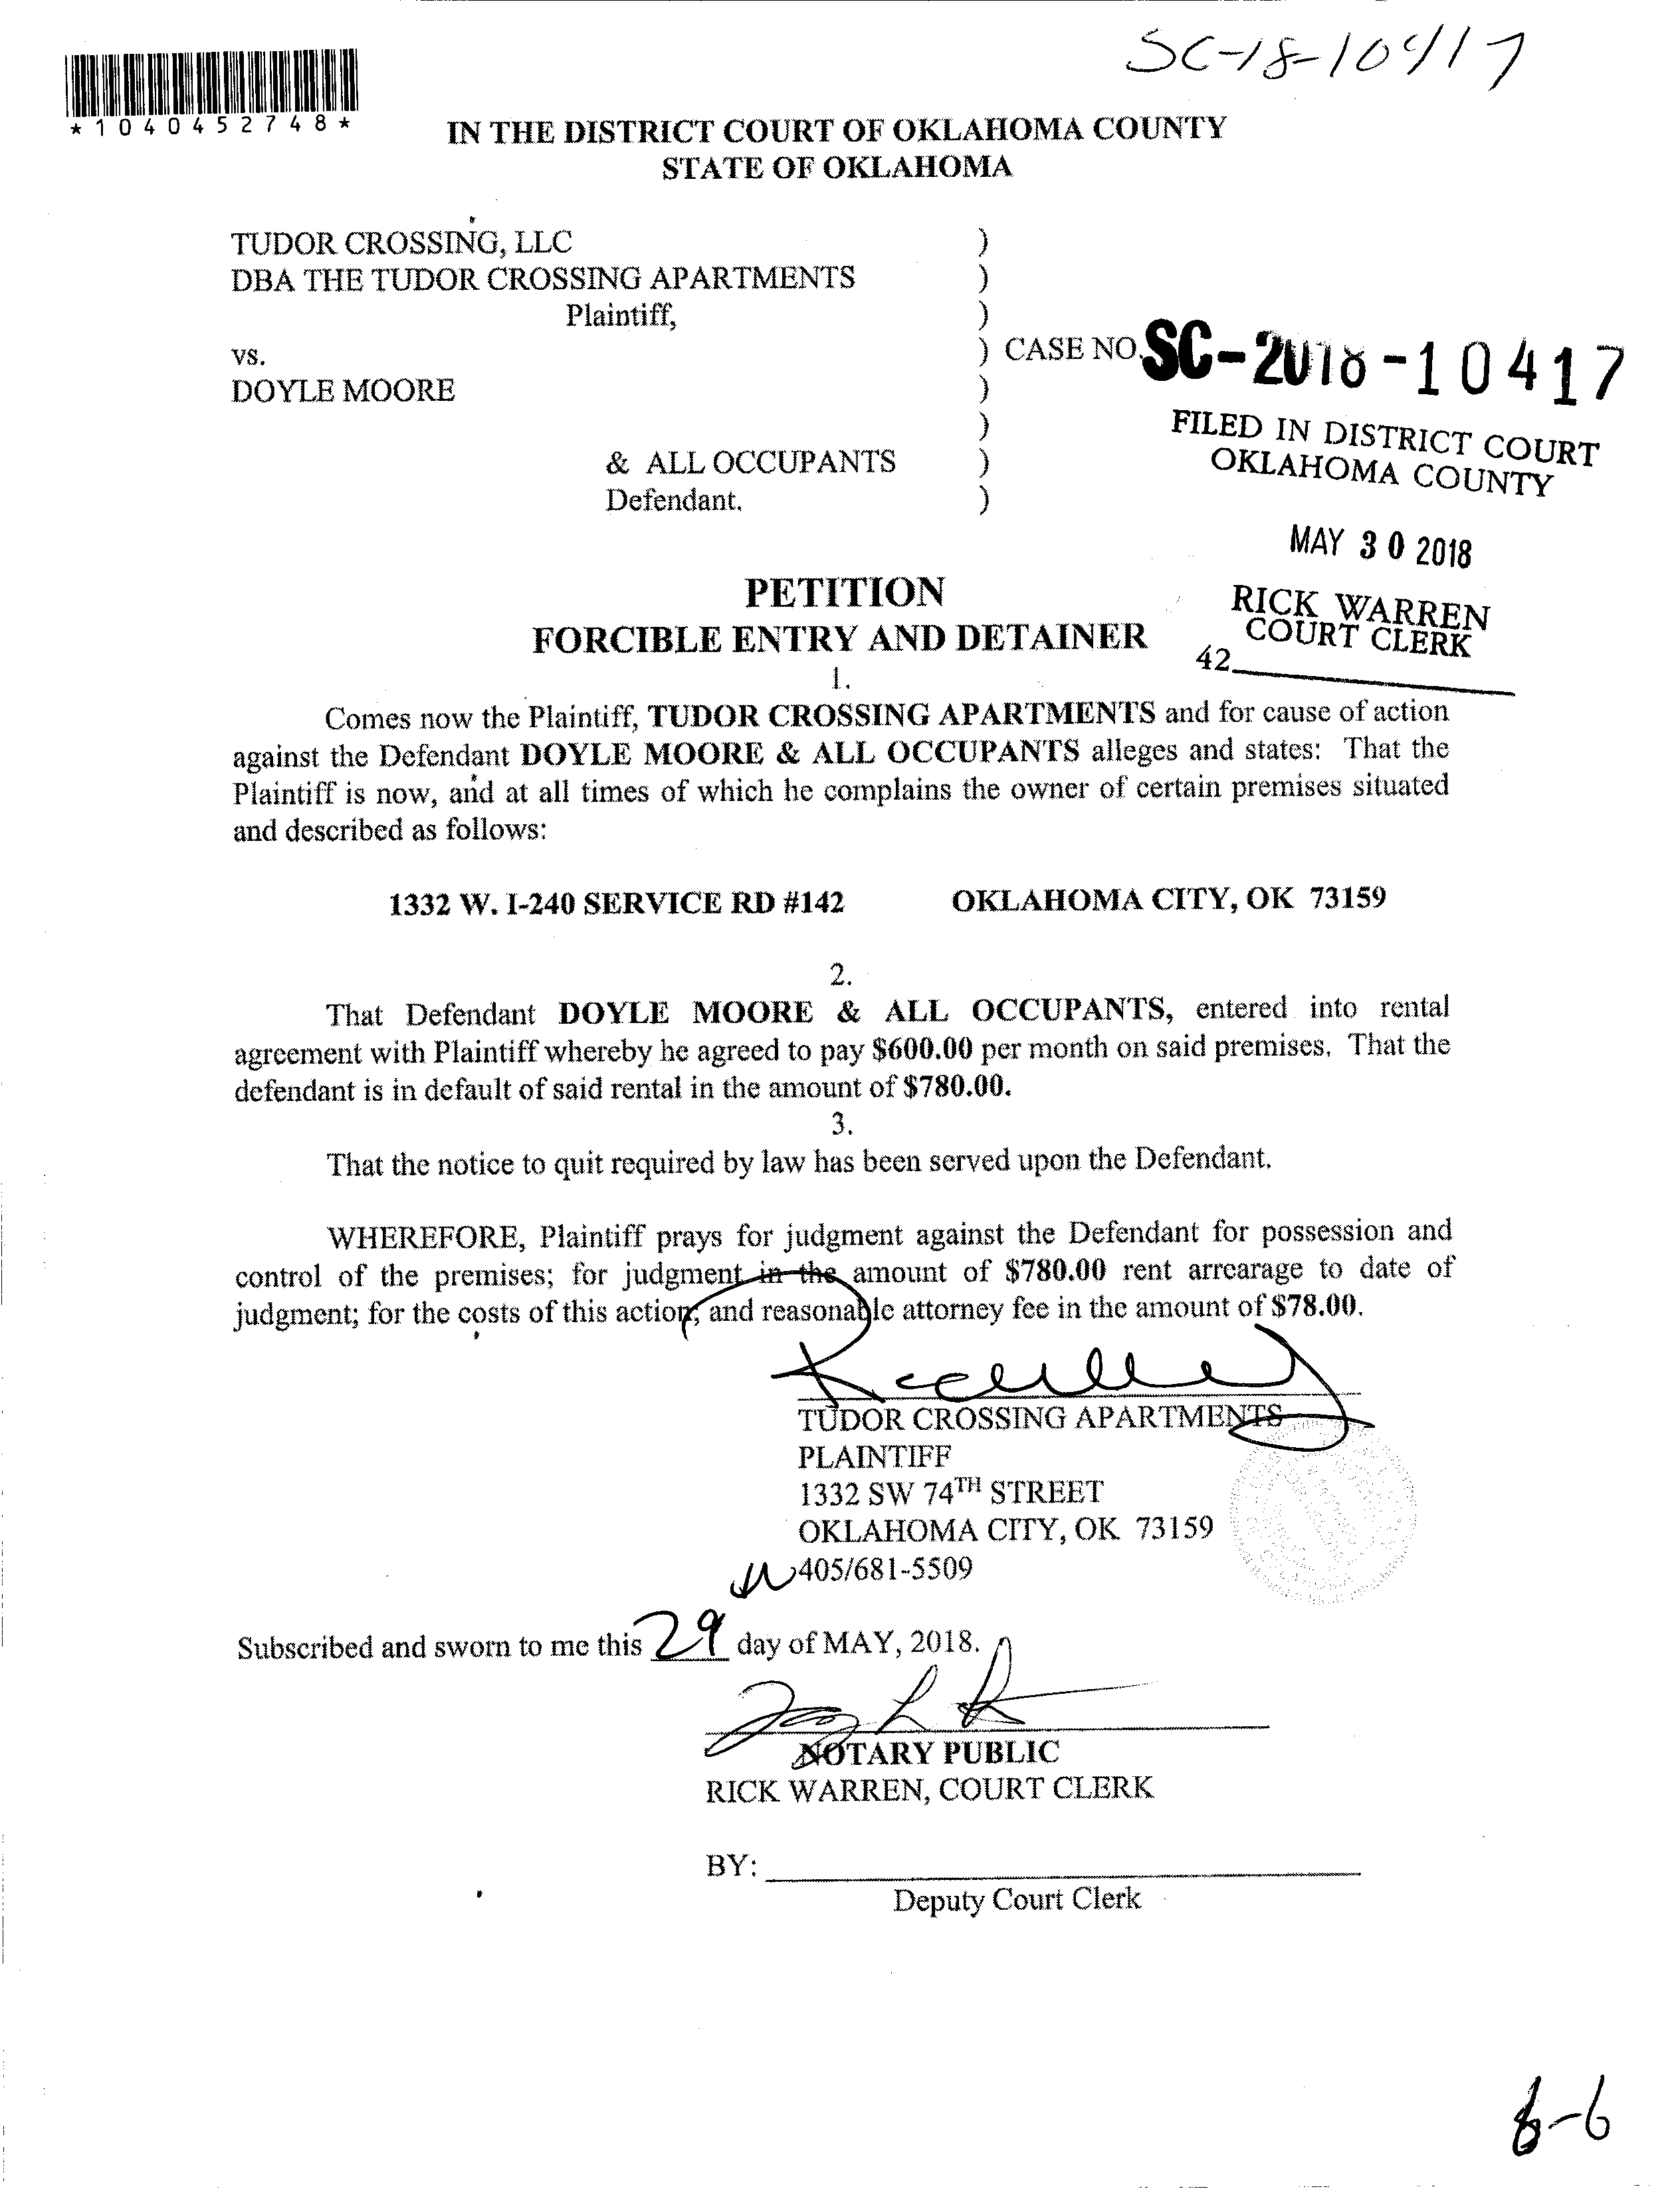 SC-18-10417
*1040452748*
IN THE DISTRICT COURT OF OKLAHOMA COUNTY
STATE OF OKLAHOMA
TUDOR CROSSING, LLC )
DBA THE TUDOR CROSSING APARTMENTS )
Plaintiff, )
vs. ) CASE NO. SC-2018-10417
DOYLE MOORE )
)
& ALL OCCUPANTS )
Defendant. )
FILED IN DISTRICT COURT
OKLAHOMA COUNTY
MAY 30 2018
RICK WARREN
COURT CLERK
42
PETITION
FORCIBLE ENTRY AND DETAINER
1.
Comes now the Plaintiff, TUDOR CROSSING APARTMENTS and for cause of action
against the Defendant DOYLE MOORE & ALL OCCUPANTS alleges and states: That the
Plaintiff is now, and at all times of which he complains the owner of certain premises situated
and described as follows:
1332 W. I-240 SERVICE RD #142 OKLAHOMA CITY, OK 73159
2.
That Defendant DOYLE MOORE & ALL OCCUPANTS, entered into rental
agreement with Plaintiff whereby he agreed to pay $600.00 per month on said premises. That the
defendant is in default of said rental in the amount of $780.00.
3.
That the notice to quit required by law has been served upon the Defendant.
WHEREFORE, Plaintiff prays for judgment against the Defendant for possession and
control of the premises; for judgment in the amount of $780.00 rent arrearage to date of
judgment; for the costs of this action; and reasonable attorney fee in the amount of $78.00.
TUDOR CROSSING APARTMENTS
PLAINTIFF
1332 SW 74TH STREET
OKLAHOMA CITY, OK 73159
405/681-5509
Subscribed and sworn to me this 29 day of MAY, 2018.
NOTARY PUBLIC
RICK WARREN, COURT CLERK
BY:
Deputy Court Clerk